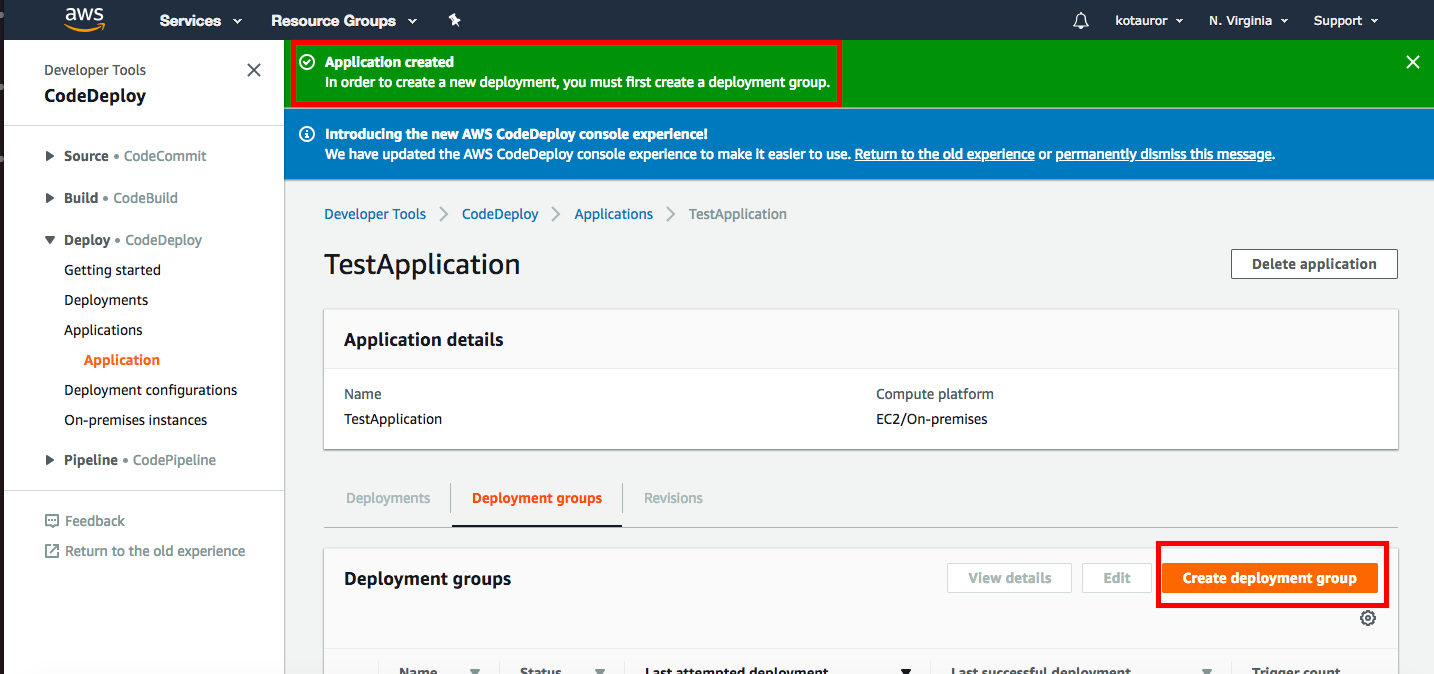 aws Services Resource Groups kotauror N. Virginia Support
Developer Tools
CodeDeploy
Source • CodeCommit
Build • CodeBuild
Deploy • CodeDeploy
Getting started
Deployments
Applications
Application
Deployment configurations
On-premises instances
Pipeline • CodePipeline
Feedback
Return to the old experience
Application created
In order to create a new deployment, you must first create a deployment group.
Introducing the new AWS CodeDeploy console experience!
We have updated the AWS CodeDeploy console experience to make it easier to use. Return to the old experience or permanently dismiss this message.
Developer Tools CodeDeploy Applications TestApplication
TestApplication Delete application
Application details
Name Compute platform
TestApplication EC2/On-premises
Deployments Deployment groups Revisions
Deployment groups View details Edit Create deployment group
Name Status Last attempted deployment Last successful deployment Trigger count